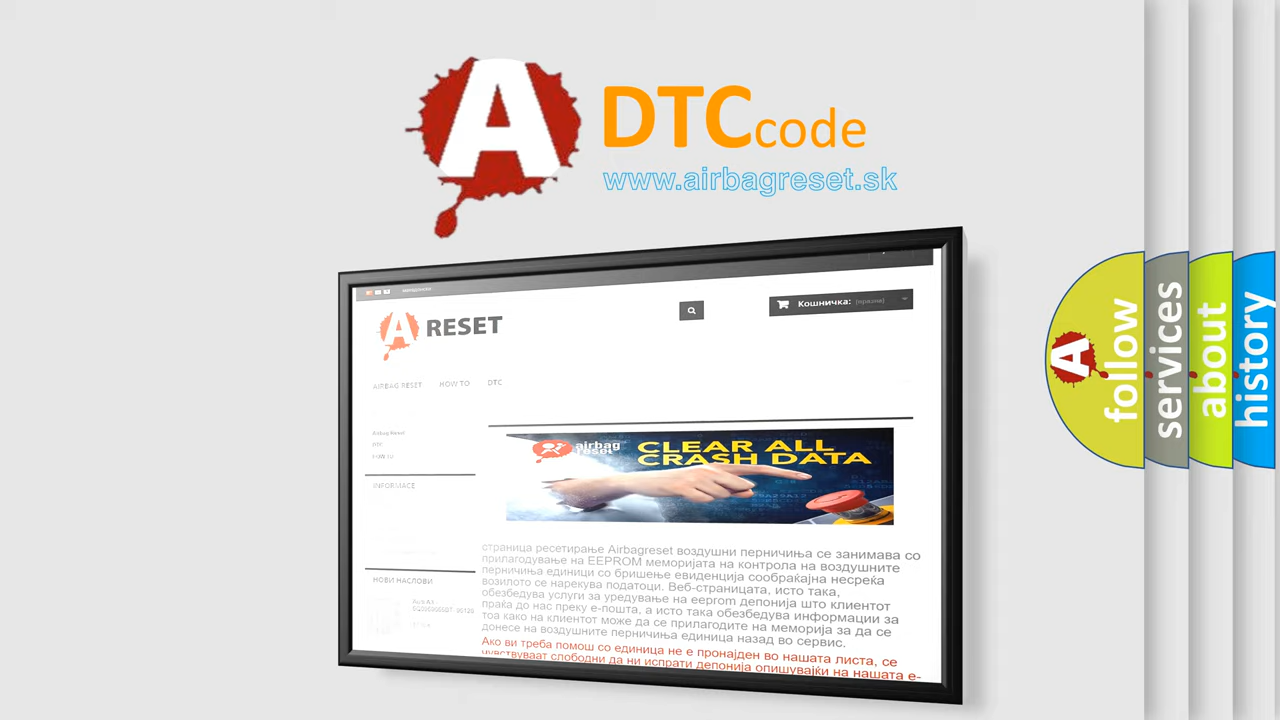 A DTCcode
www.airbagreset.sk
Кошничка: (празни)
A RESET
AIRBAG RESET HOW TO DTC
Airbag Reset
DTC
HOW TO
airbag reset
CLEAR ALL
CRASH DATA
INFORMACE
страница ресетирање Airbagreset воздушни перничиња се занимава со
прилагодување на EEPROM меморијата на контрола на воздушните
перничиња единици со бришење евиденција сообраќајна несреќа
возилото се нарекува податоци. Веб-страницата, исто така,
обезбедува услуги за уредување на eeprom депонија што клиентот
праќа до нас преку е-пошта, а исто така обезбедува информации за
тоа како на клиентот може да се прилагодите на меморија за да се
донесе на воздушните перничиња единица назад во сервис.
Ако ви треба помош со единица не е пронајден во нашата листа, се
чувствуваат слободни да ни испрати депонија опишувајќи на нашата е-
НОВИ НАСЛОВИ
A follow
services
about
history